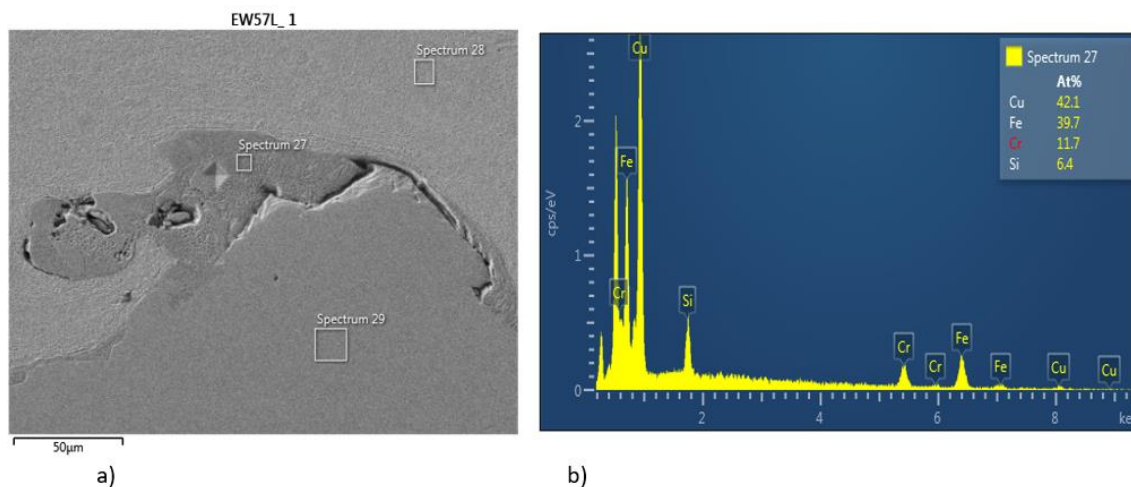 EW57L_ 1
Spectrum 28
Spectrum 27
Spectrum 29
50μm
a)
Cu
Fe
Cr
Si
Cr
Cr
Fe
Fe
Cu
Cu
cps/eV
2
1
0
2
4
6
8
Spectrum 27
At%
Cu 42.1
Fe 39.7
Cr 11.7
Si 6.4
b)